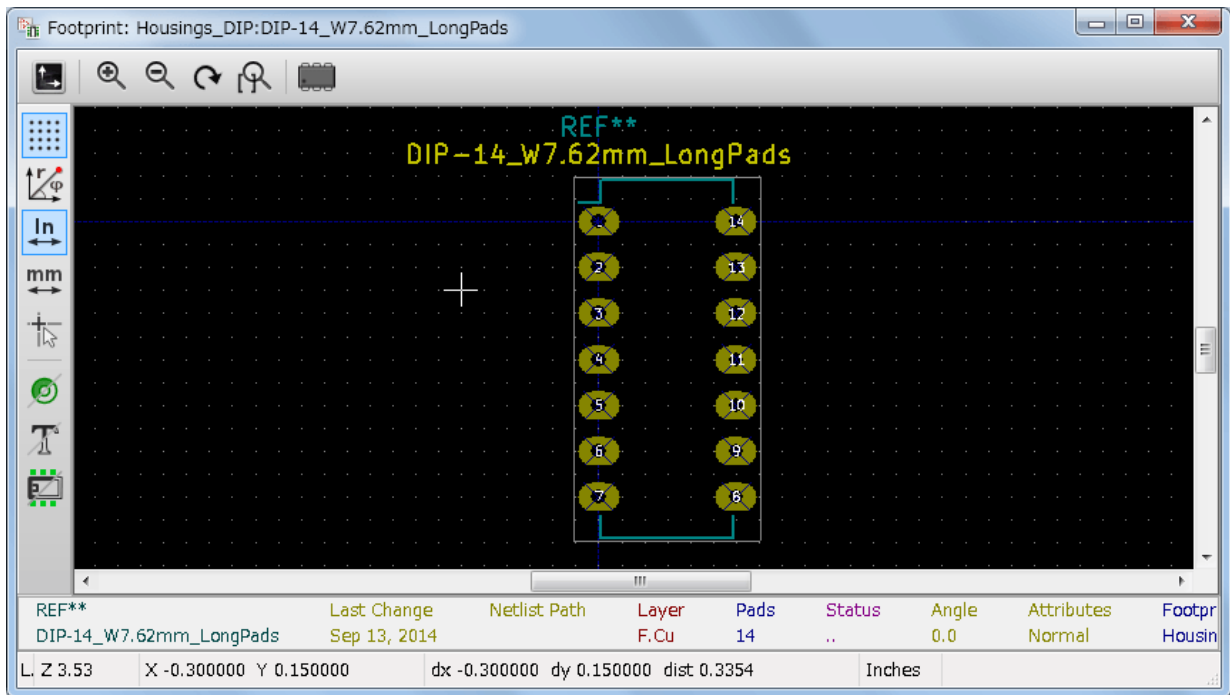 Footprint: Housings_DIP:DIP-14_W7.62mm_LongPads
r φ
In
mm
REF**
DIP-14_W7.62mm_LongPads
1 14
2 13
3 12
4 11
5 10
6 9
7 8
REF** Last Change Netlist Path Layer Pads Status Angle Attributes Footpr
DIP-14_W7.62mm_LongPads Sep 13, 2014 F.Cu 14 .. 0.0 Normal Housin
L. Z 3.53 X -0.300000 Y 0.150000 dx -0.300000 dy 0.150000 dist 0.3354 Inches